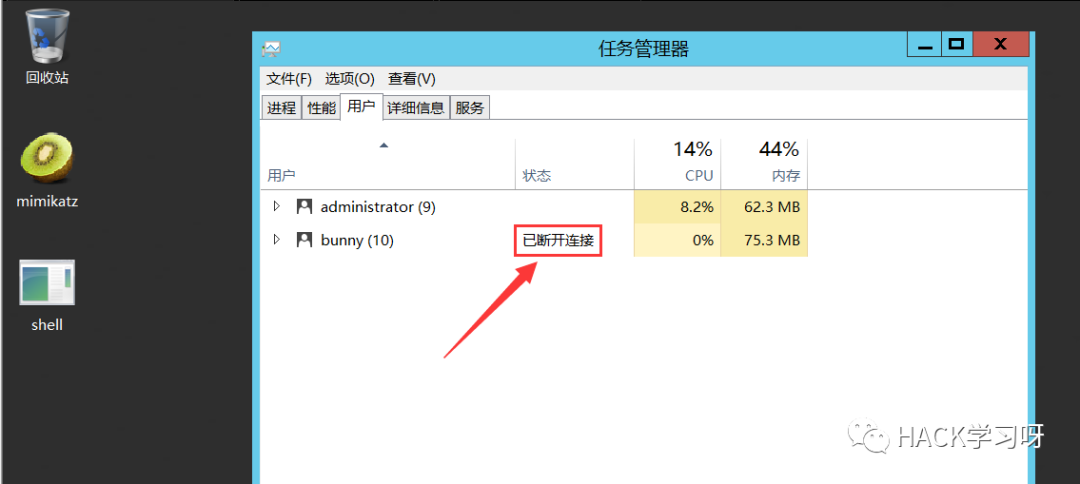 回收站
mimikatz
shell
任务管理器
文件(F) 选项(O) 查看(V)
进程 性能 用户 详细信息 服务
14% 44%
用户 状态 CPU 内存
administrator (9) 8.2% 62.3 MB
bunny (10) 已断开连接 0% 75.3 MB
HACK学习呀